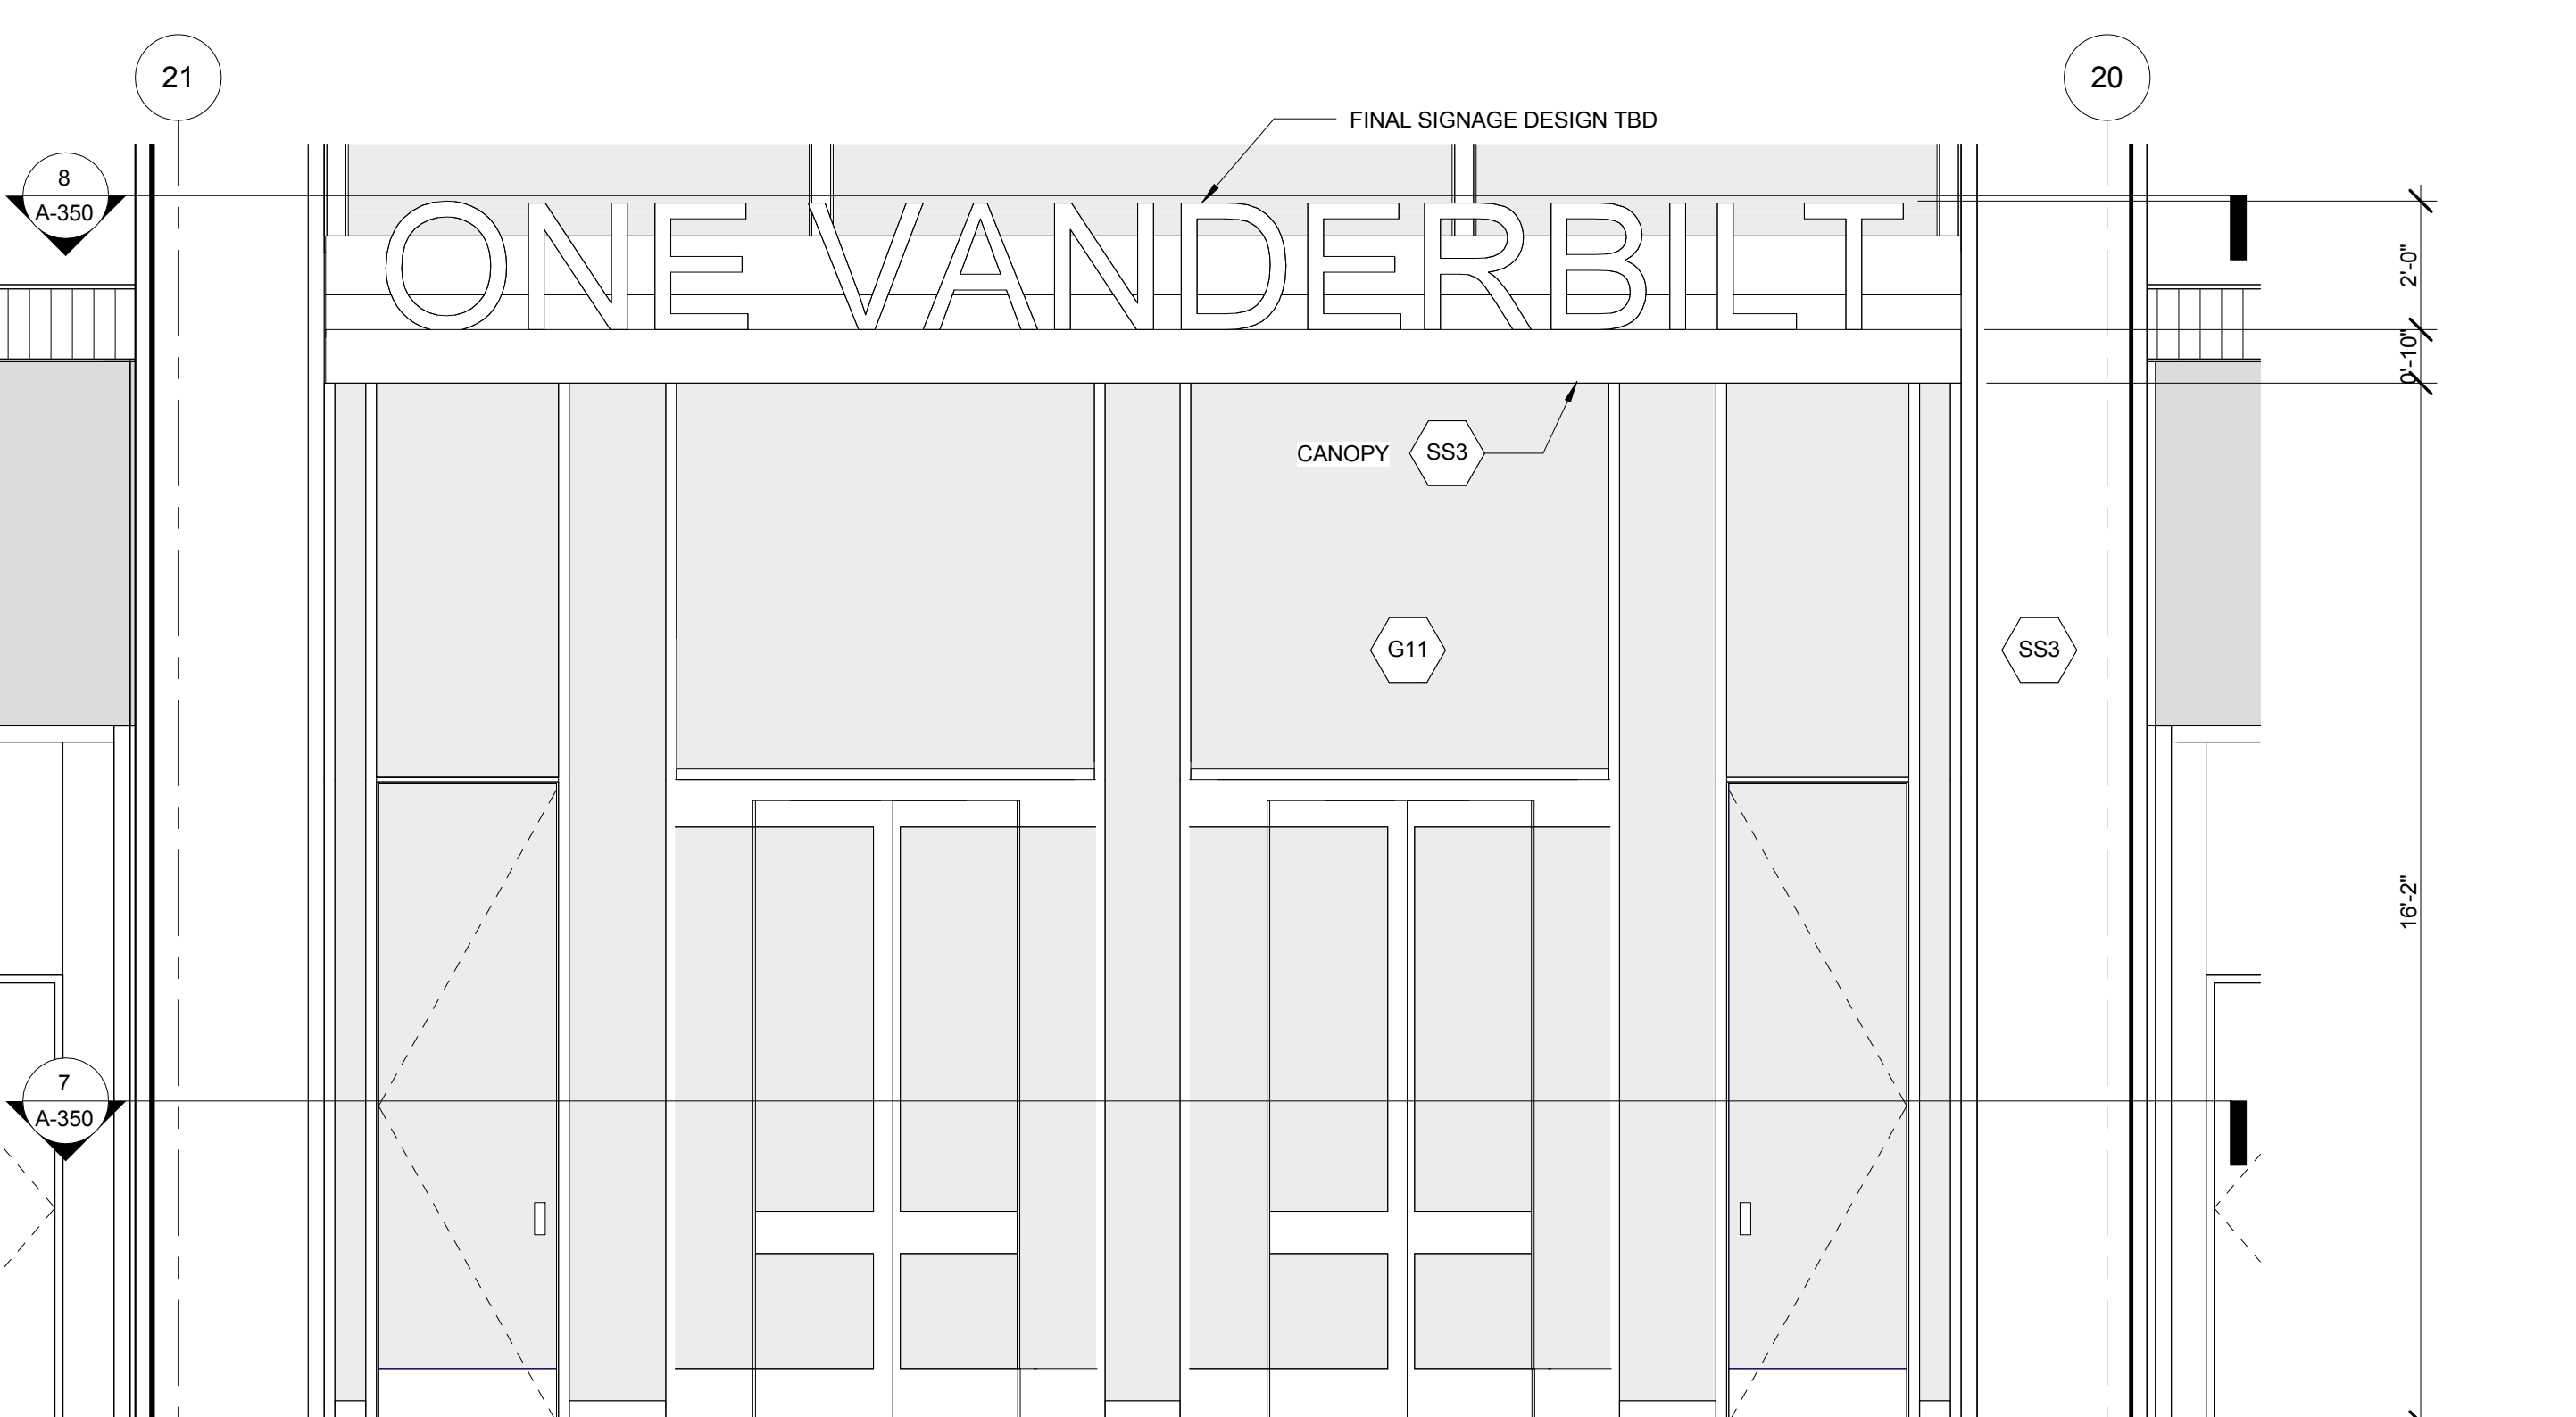 21
20
FINAL SIGNAGE DESIGN TBD
8
A-350
ONE VANDERBILT
2'-0"
0'-10"
CANOPY
SS3
G11
SS3
16'-2"
7
A-350